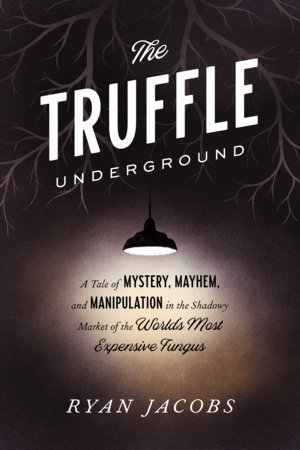 The
TRUFFLE
UNDERGROUND
A Tale of MYSTERY, MAYHEM,
and MANIPULATION in the Shadowy
Market of the World's Most
Expensive Fungus
RYAN JACOBS